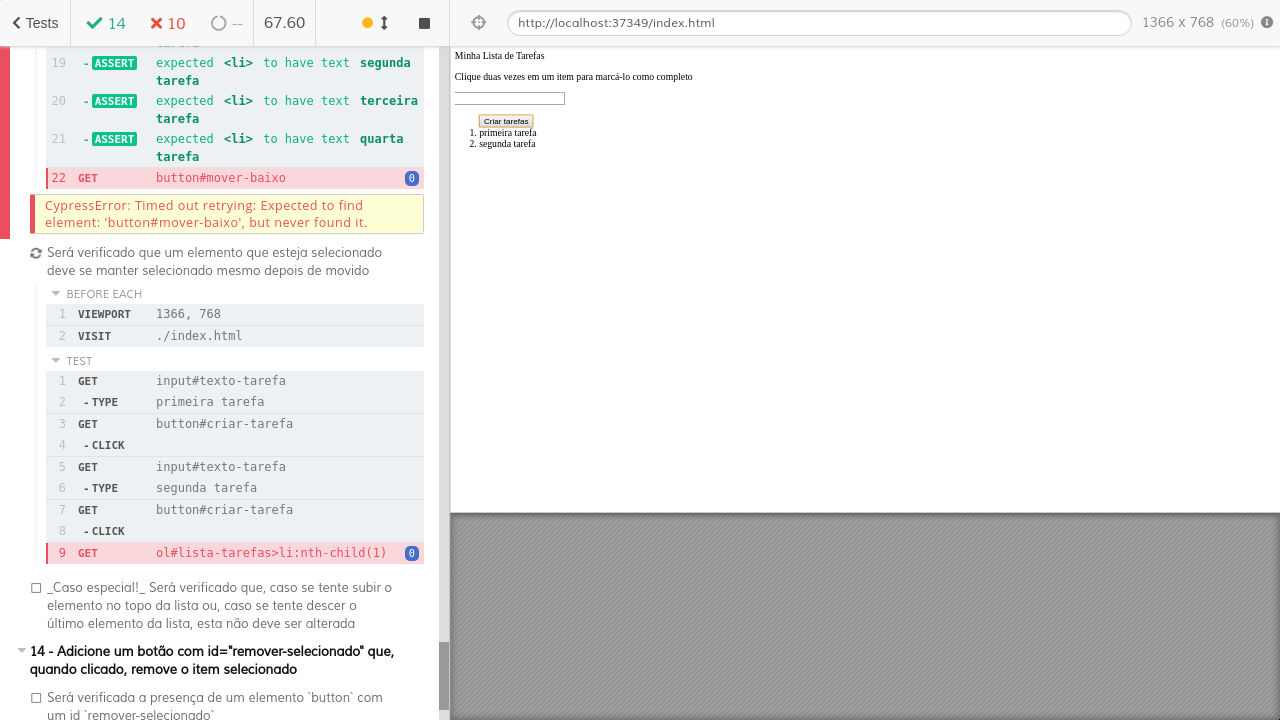 Tests 14 10 -- 67.60 http://localhost:37349/index.html 1366 x 768 (60%)
19 - ASSERT expected <li> to have text segunda
tarefa
20 - ASSERT expected <li> to have text terceira
tarefa
21 - ASSERT expected <li> to have text quarta
tarefa
22 GET button#mover-baixo 0
CypressError: Timed out retrying: Expected to find
element: 'button#mover-baixo', but never found it.
Será verificado que um elemento que esteja selecionado
deve se manter selecionado mesmo depois de movido
BEFORE EACH
1 VIEWPORT 1366, 768
2 VISIT ./index.html
TEST
1 GET input#texto-tarefa
2 - TYPE primeira tarefa
3 GET button#criar-tarefa
4 - CLICK
5 GET input#texto-tarefa
6 - TYPE segunda tarefa
7 GET button#criar-tarefa
8 - CLICK
9 GET ol#lista-tarefas>li:nth-child(1) 0
_Caso especial!_ Será verificado que, caso se tente subir o
elemento no topo da lista ou, caso se tente descer o
último elemento da lista, esta não deve ser alterada
14 - Adicione um botão com id="remover-selecionado" que,
quando clicado, remove o item selecionado
Será verificada a presença de um elemento `button` com
um id `remover-selecionado`
Minha Lista de Tarefas
Clique duas vezes em um item para marcá-lo como completo
Criar tarefas
1. primeira tarefa
2. segunda tarefa